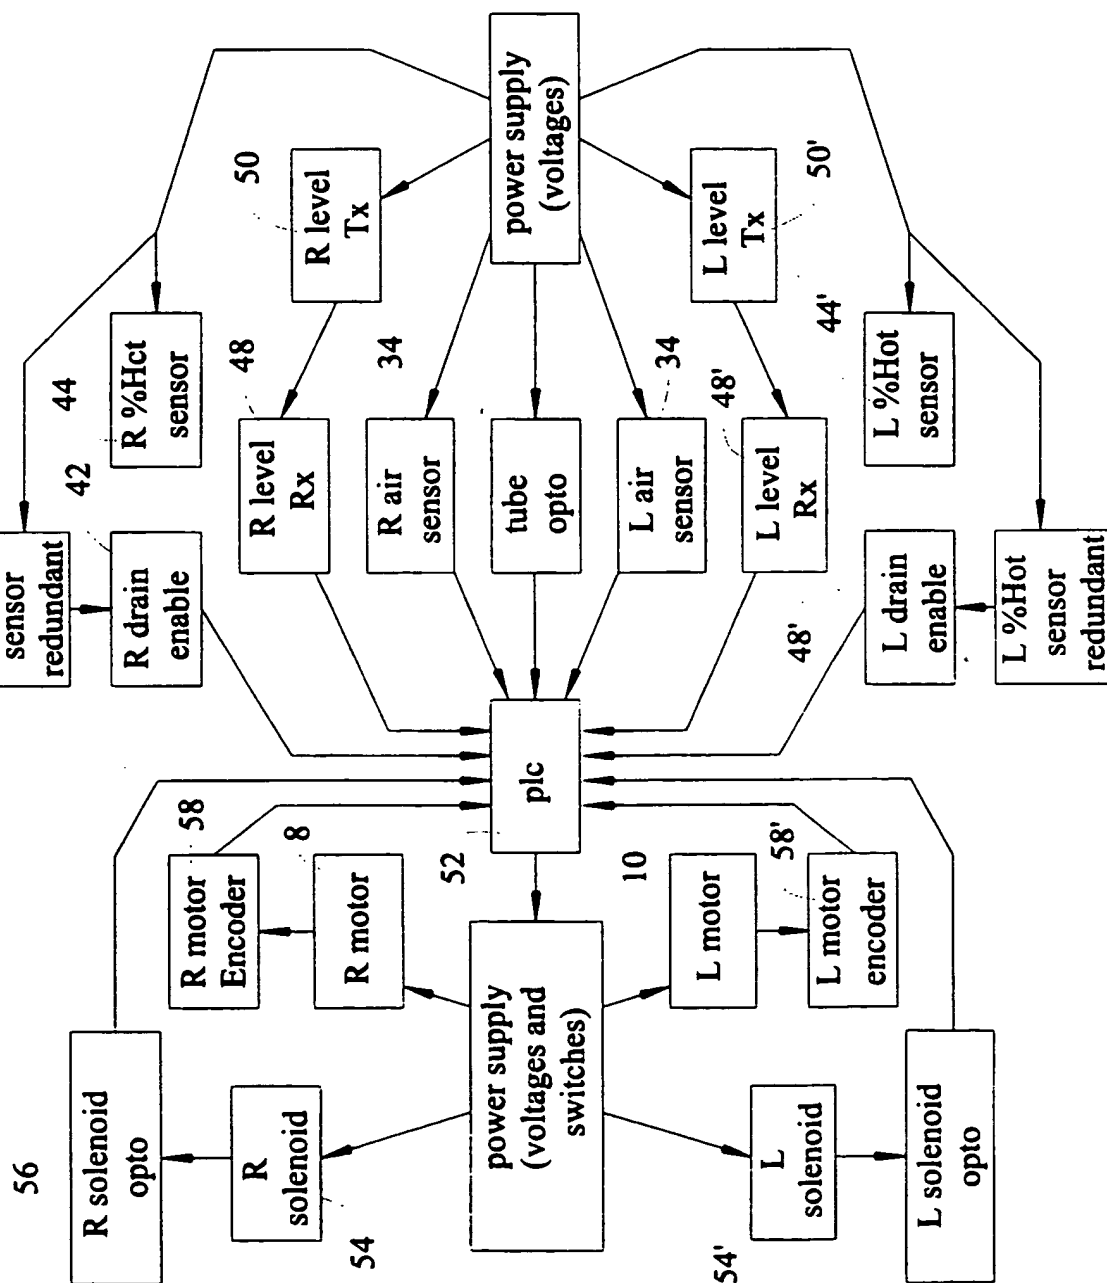 56
R solenoid
opto
sensor
redundant
42
R drain
enable
44
R %Hct
sensor
58
R motor
Encoder
R
solenoid
54
8
R motor
R level
Rx
48
50
R level
Tx
R air
sensor
34
52
power supply
(voltages and
switches)
plc
tube
opto
power supply
(voltages)
10
L motor
L air
sensor
34
L level
Tx
50'
54'
L
solenoid
58'
L motor
encoder
L level
Rx
48'
48'
44'
L drain
enable
L %Hot
sensor
L solenoid
opto
L %Hot
sensor
redundant